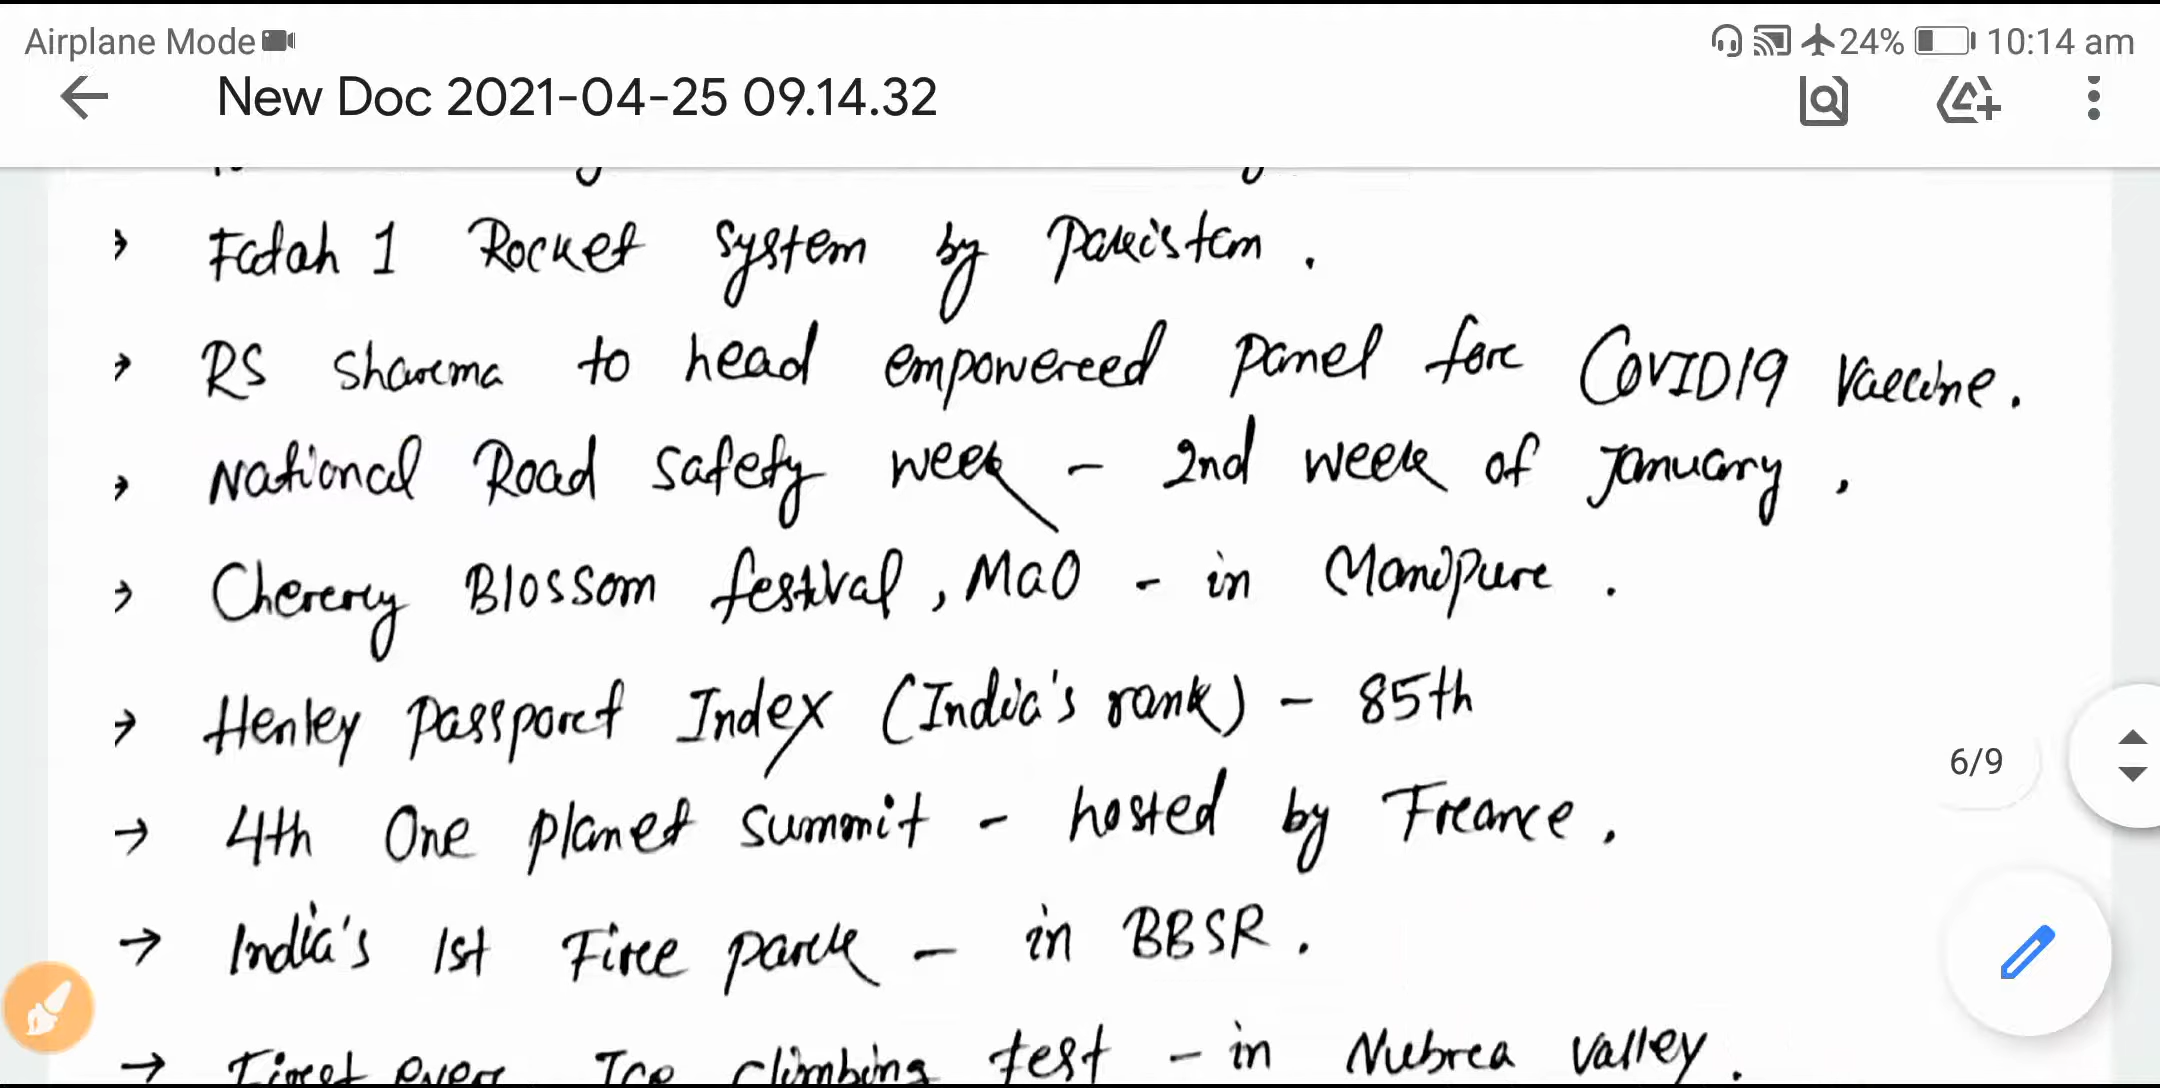 Airplane Mode 24% 10:14 am
New Doc 2021-04-25 09.14.32
→ Fatah 1 Rocket system by Pakistan.
→ RS Sharma to head empowered panel for COVID19 Vaccine.
→ National Road Safety week - 2nd week of January.
→ Cherry Blossom festival, Mao - in Manipur.
→ Henley Passport Index (India's rank) - 85th
6/9
→ 4th One planet summit - hosted by France.
→ India's 1st Fire park - in BBSR.
→ First ever Ice climbing test - in Nubra Valley.